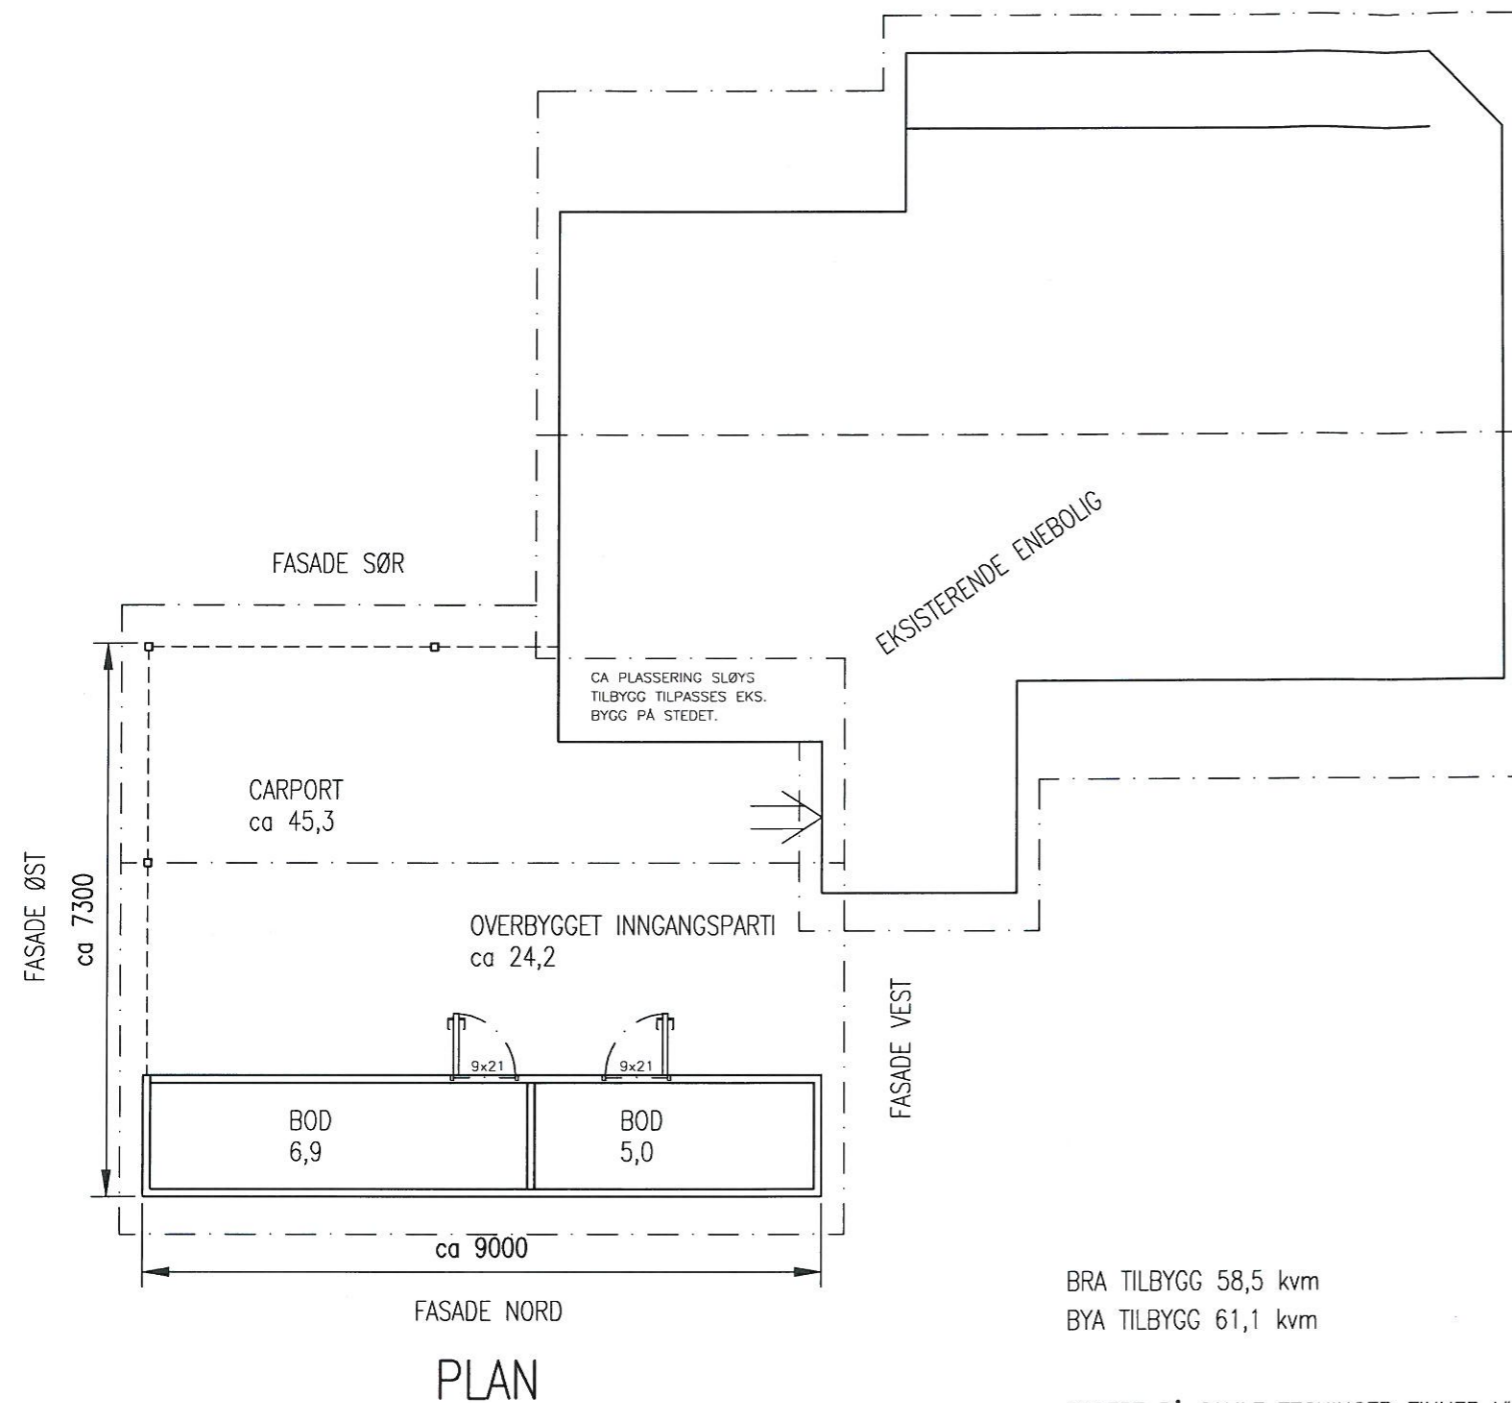 FASADE SØR
EKSISTERENDE ENEBOLIG
CA PLASSERING SLØYS
TILBYGG TILPASSES EKS.
BYGG PÅ STEDET.
CARPORT
ca 45,3
FASADE ØST
ca 7300
OVERBYGGET INNGANGSPARTI
ca 24,2
FASADE VEST
9x21
9x21
BOD
6,9
BOD
5,0
ca 9000
FASADE NORD
PLAN
BRA TILBYGG 58,5 kvm
BYA TILBYGG 61,1 kvm